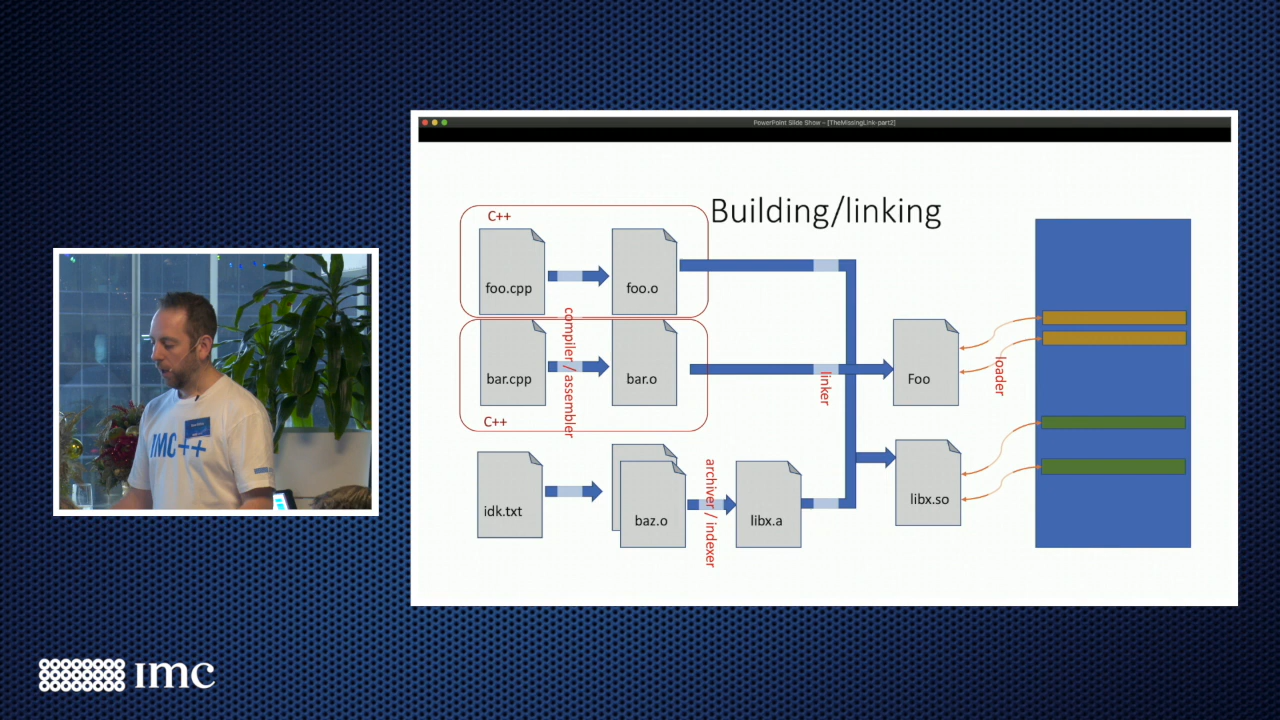 PowerPoint Slide Show – [TheMissingLink-part2]
Building/linking
C++
foo.cpp
foo.o
compiler / assembler
bar.cpp
bar.o
C++
linker
Foo
loader
idk.txt
baz.o
archiver / indexer
libx.a
libx.so
IMC++
imc